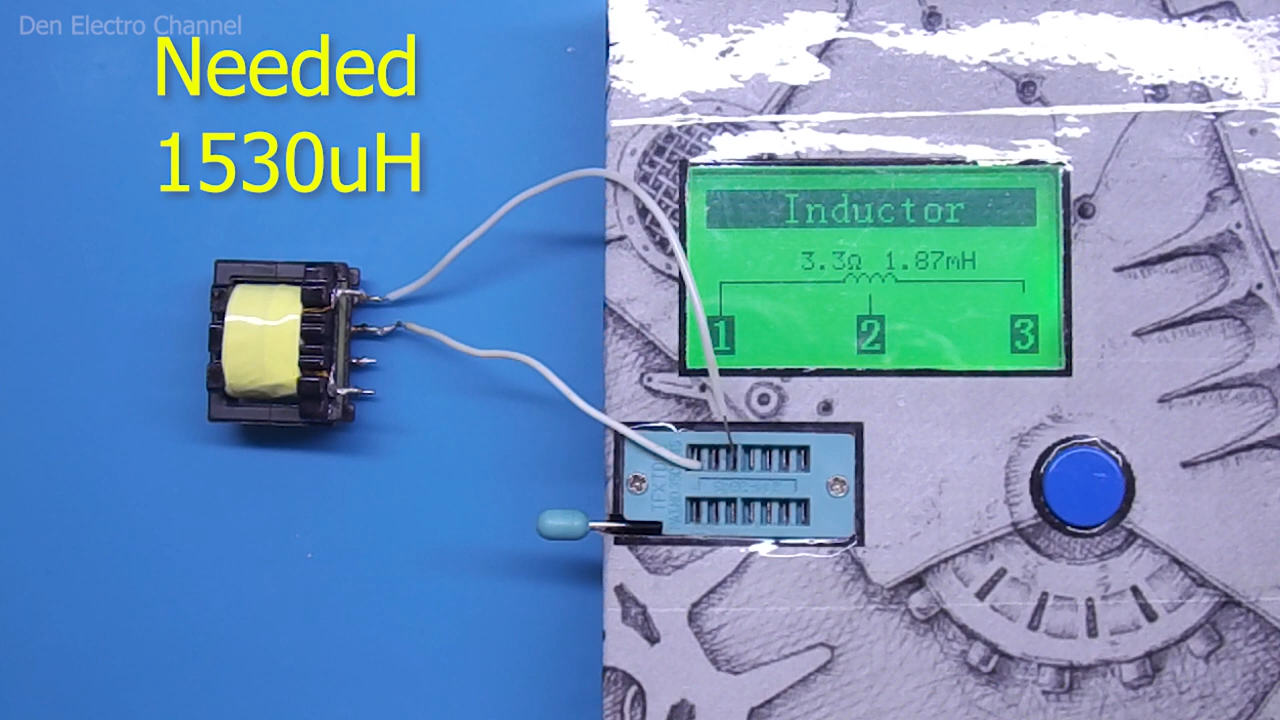 Den Electro Channel
Needed
1530uH
Inductor
3.3Ω 1.87mH
1 2 3